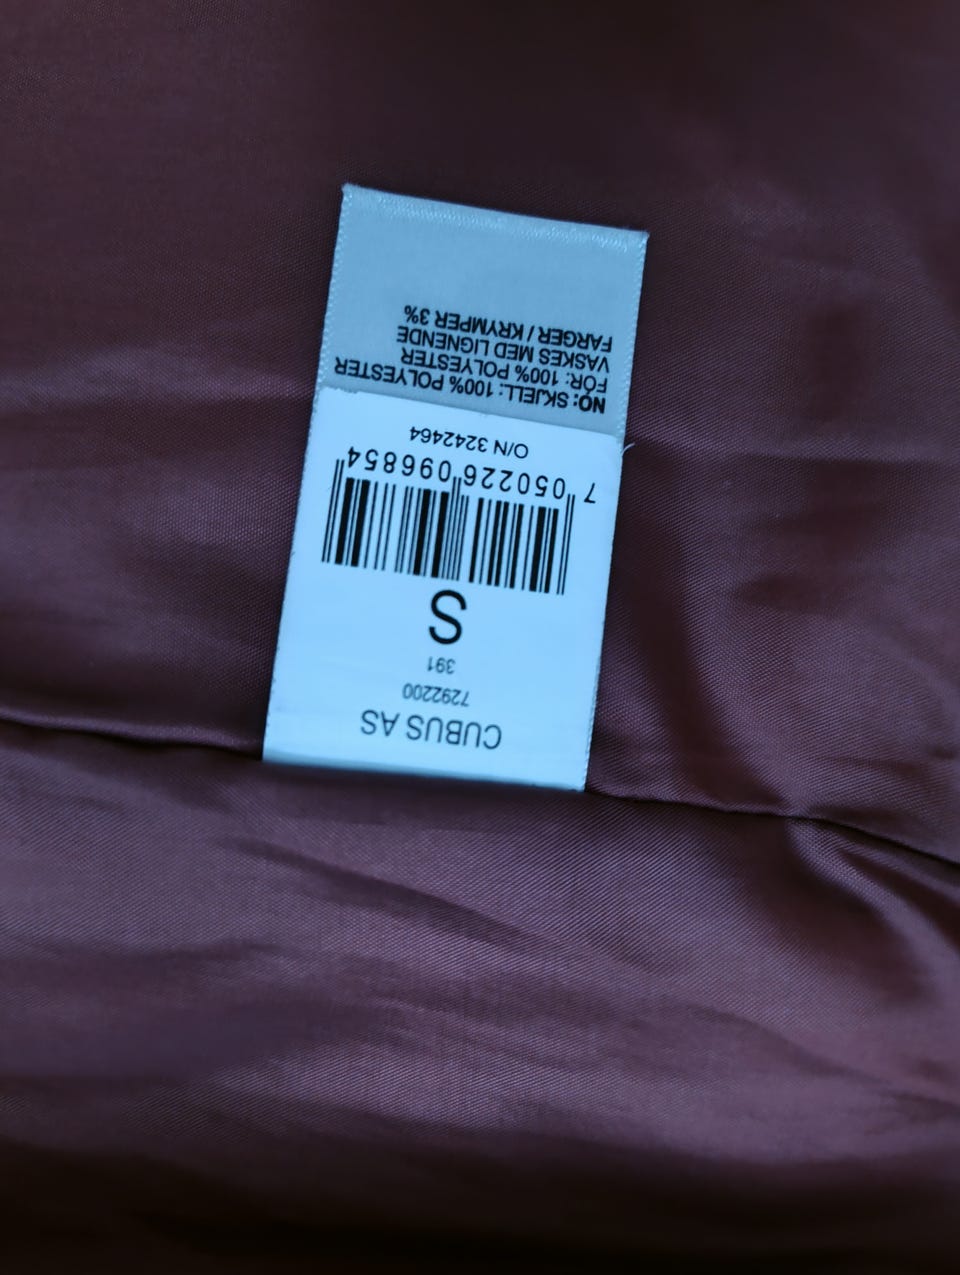 CUBUS AS
7292200
391
S
7 050226 096854
O/N 3242464
NO: SKJELL: 100% POLYESTER
FÔR: 100% POLYESTER
VASKES MED LIGNENDE
FARGER / KRYMPER 3%